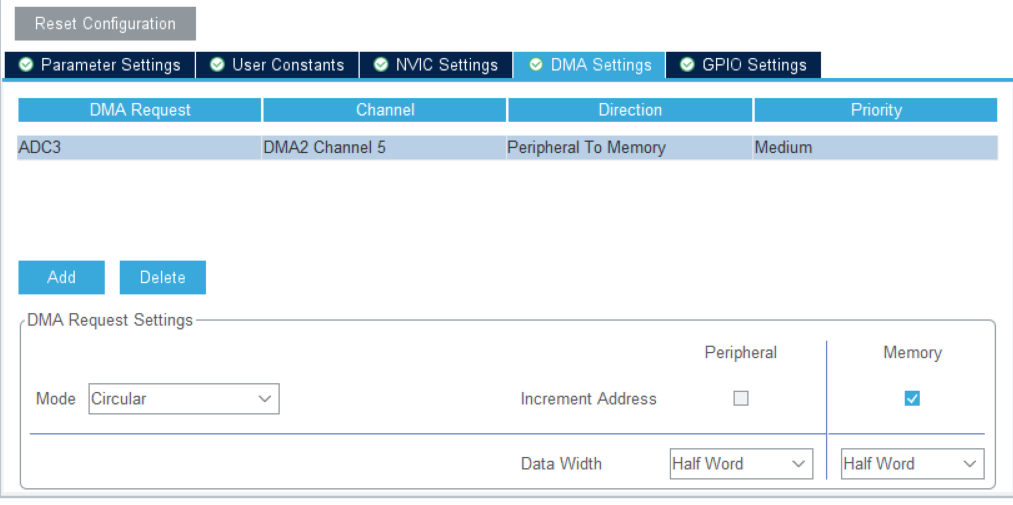 Reset Configuration
Parameter Settings User Constants NVIC Settings DMA Settings GPIO Settings
DMA Request Channel Direction Priority
ADC3 DMA2 Channel 5 Peripheral To Memory Medium
Add Delete
DMA Request Settings
Peripheral Memory
Mode Circular Increment Address
Data Width Half Word Half Word